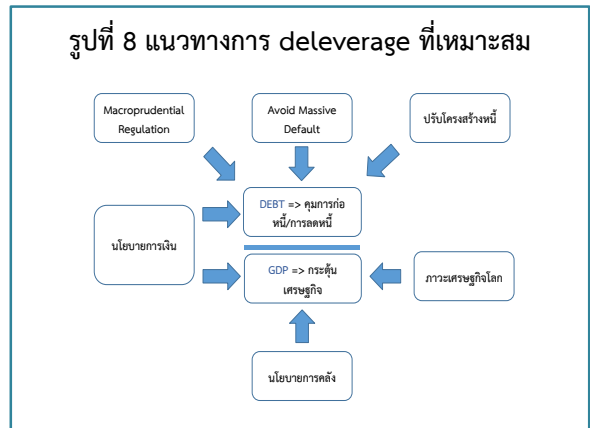 รูปที่ 8 แนวทางการ deleverage ที่เหมาะสม
Macroprudential
Regulation
Avoid Massive
Default
ปรับโครงสร้างหนี้
DEBT => คุมการก่อ
หนี้/การลดหนี้
นโยบายการเงิน
GDP => กระตุ้น
เศรษฐกิจ
ภาวะเศรษฐกิจโลก
นโยบายการคลัง